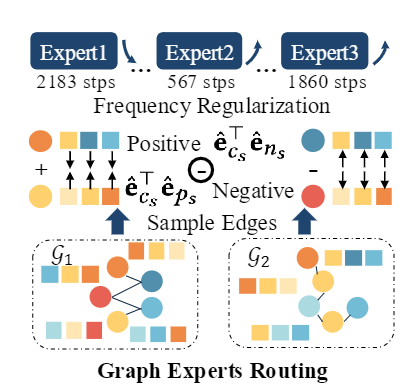 Expert1 ... Expert2 ... Expert3
2183 stps 567 stps 1860 stps
Frequency Regularization
Positive $\hat{\mathbf{e}}_{c_s}^\top \hat{\mathbf{e}}_{n_s}$
+ - -
$\hat{\mathbf{e}}_{c_s}^\top \hat{\mathbf{e}}_{p_s}$ Negative
Sample Edges
$\mathcal{G}_1$ $\mathcal{G}_2$
Graph Experts Routing